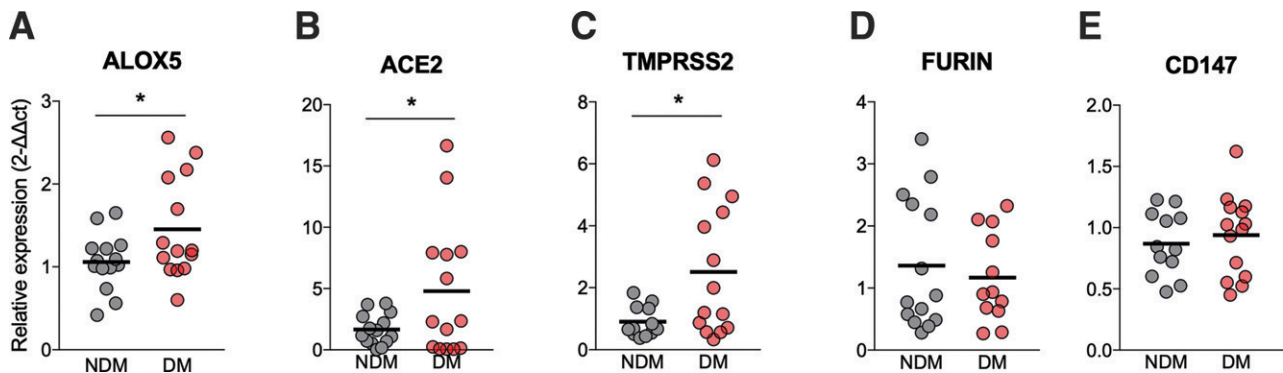 A
B
C
D
E
ALOX5
ACE2
TMPRSS2
FURIN
CD147
Relative expression (2-ΔΔct)
3
2
1
0
*
NDM
DM
20
15
10
5
0
*
NDM
DM
8
6
4
2
0
*
NDM
DM
4
3
2
1
0
NDM
DM
2.0
1.5
1.0
0.5
0.0
NDM
DM